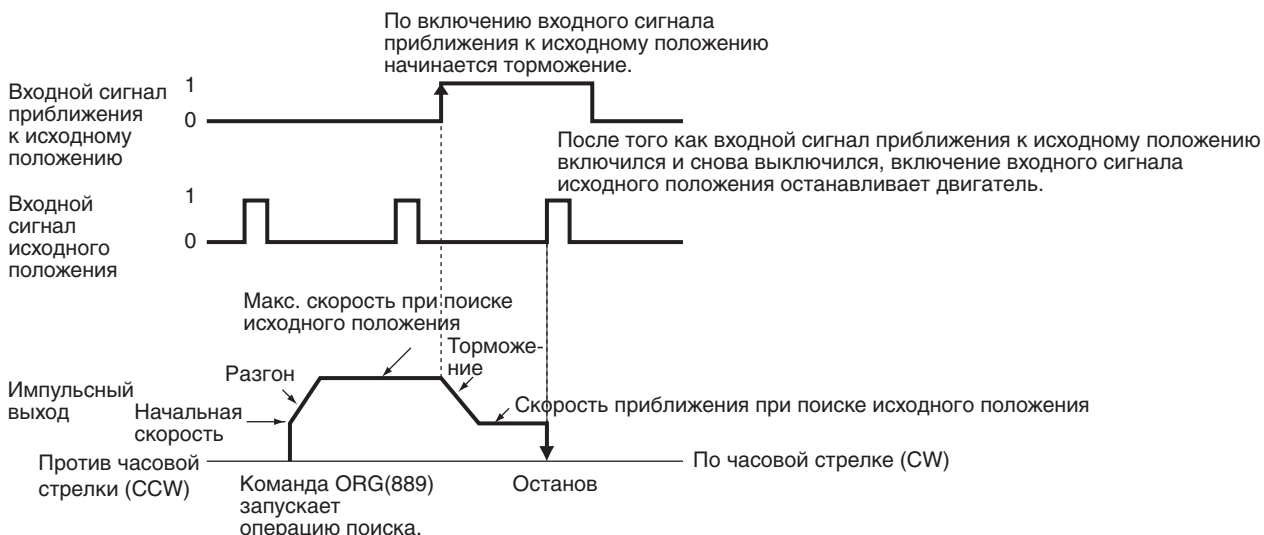 По включению входного сигнала
приближения к исходному положению
начинается торможение.
Входной сигнал
приближения
к исходному
положению
1
0
После того как входной сигнал приближения к исходному положению
включился и снова выключился, включение входного сигнала
исходного положения останавливает двигатель.
Входной
сигнал
исходного
положения
1
0
Макс. скорость при поиске
исходного положения
Торможе-
ние
Разгон
Импульсный
выход
Начальная
скорость
Скорость приближения при поиске исходного положения
Против часовой
стрелки (CCW)
По часовой стрелке (CW)
Команда ORG(889)
запускает
операцию поиска.
Останов